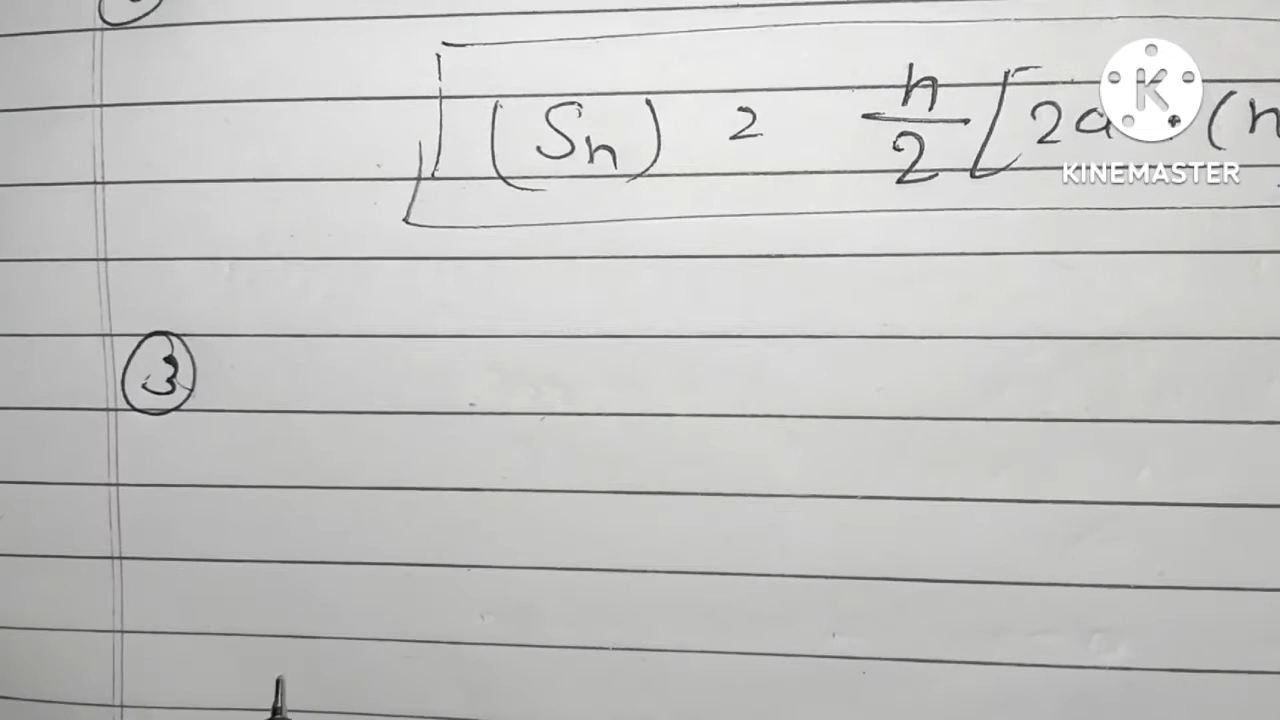 (Sn) = n/2 [2a (n
K
KINEMASTER
3